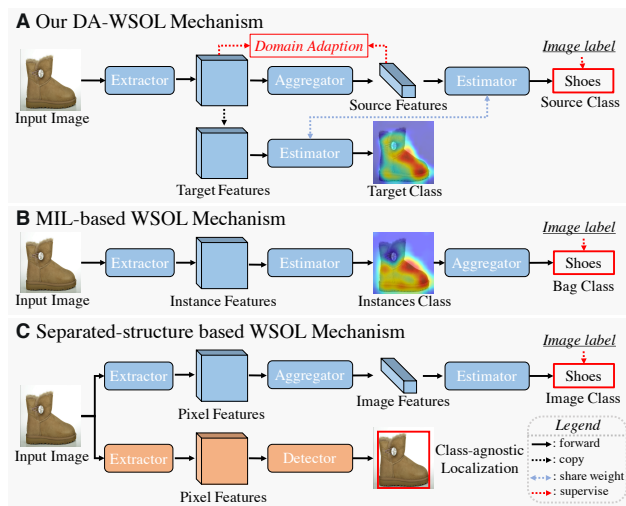 A Our DA-WSOL Mechanism
Domain Adaption
Image label
Extractor
Aggregator
Estimator
Shoes
Input Image
Source Features
Source Class
Estimator
Target Features
Target Class
B MIL-based WSOL Mechanism
Image label
Extractor
Estimator
Aggregator
Shoes
Input Image
Instance Features
Instances Class
Bag Class
C Separated-structure based WSOL Mechanism
Image label
Extractor
Aggregator
Estimator
Shoes
Pixel Features
Image Features
Image Class
Input Image
Extractor
Detector
Class-agnostic
Localization
Pixel Features
Legend
: forward
: copy
: share weight
: supervise